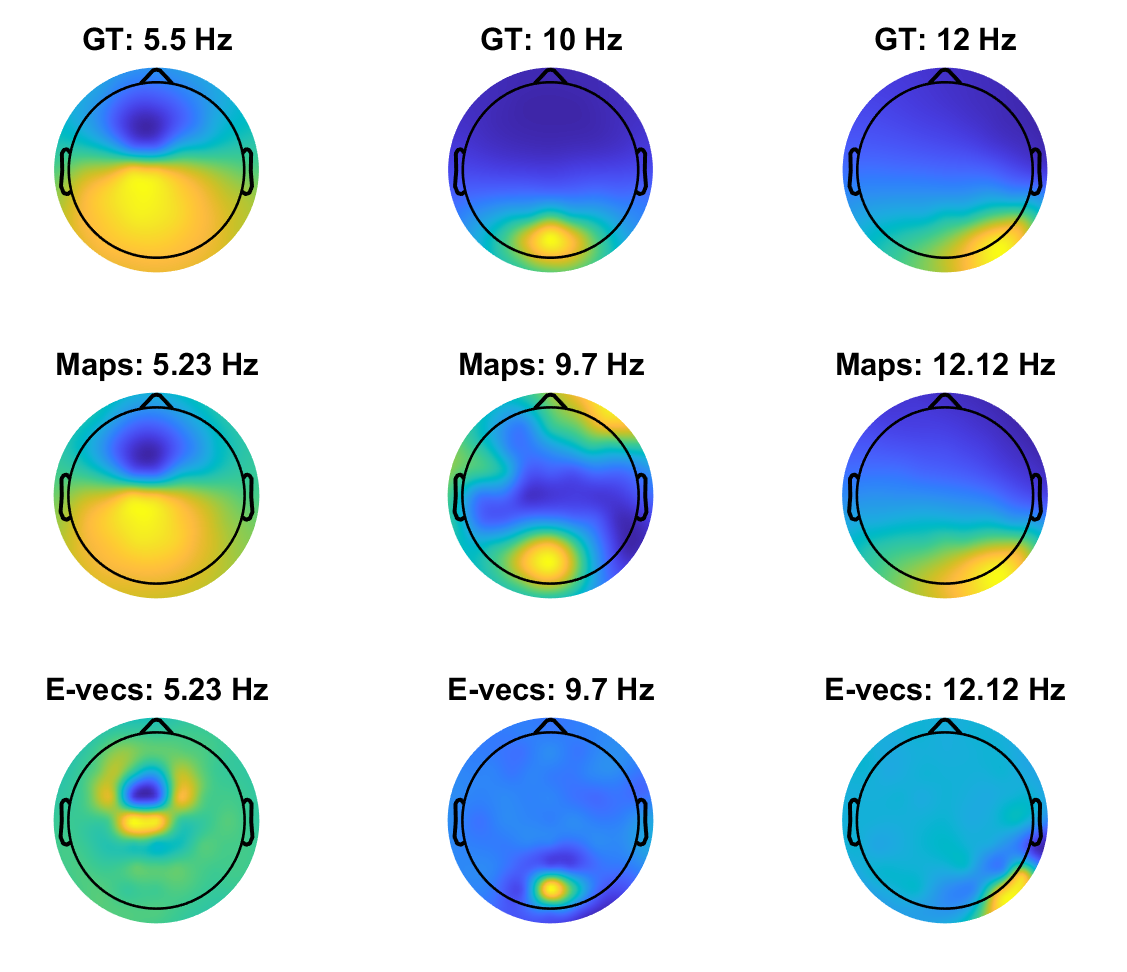 GT: 5.5 Hz
GT: 10 Hz
GT: 12 Hz
Maps: 5.23 Hz
Maps: 9.7 Hz
Maps: 12.12 Hz
E-vecs: 5.23 Hz
E-vecs: 9.7 Hz
E-vecs: 12.12 Hz